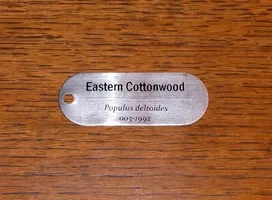 Eastern Cottonwood
Populus deltoides
003-1992